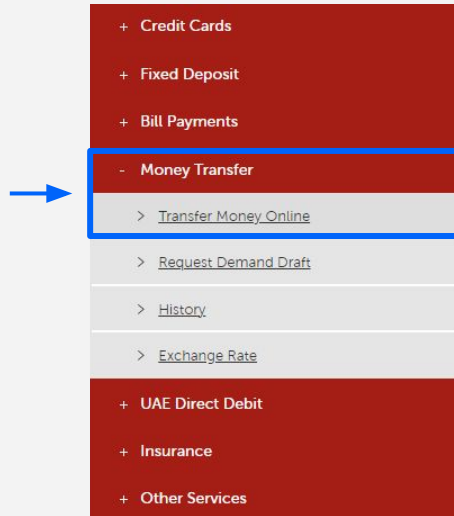 + Credit Cards
+ Fixed Deposit
+ Bill Payments
- Money Transfer
> Transfer Money Online
> Request Demand Draft
> History
> Exchange Rate
+ UAE Direct Debit
+ Insurance
+ Other Services